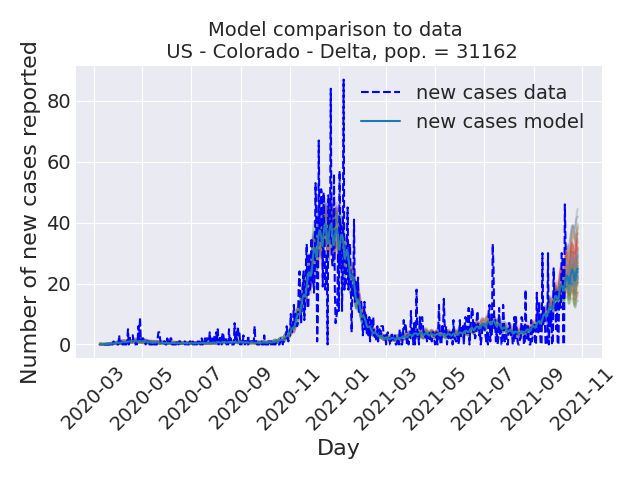 Model comparison to data
US - Colorado - Delta, pop. = 31162
Number of new cases reported
80
60
40
20
0
new cases data
new cases model
2020-03
2020-05
2020-07
2020-09
2020-11
2021-01
2021-03
2021-05
2021-07
2021-09
2021-11
Day